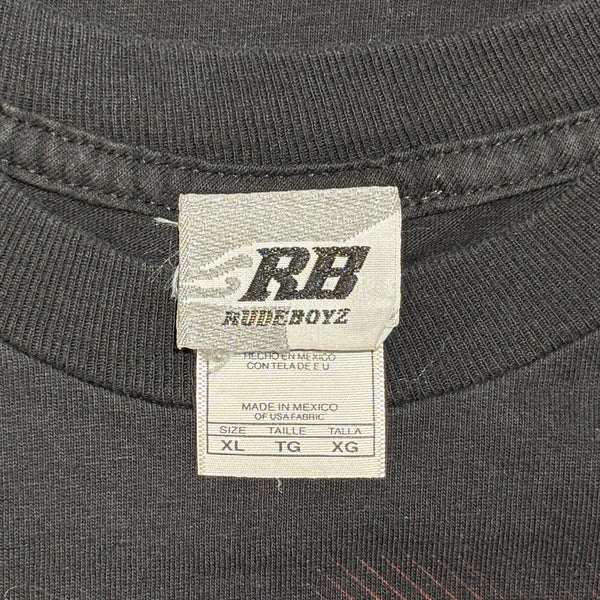 RB
RUDEBOYZ
HECHO EN MEXICO
CON TELA DE E U
MADE IN MEXICO
OF USA FABRIC
SIZE TAILLE TALLA
XL TG XG